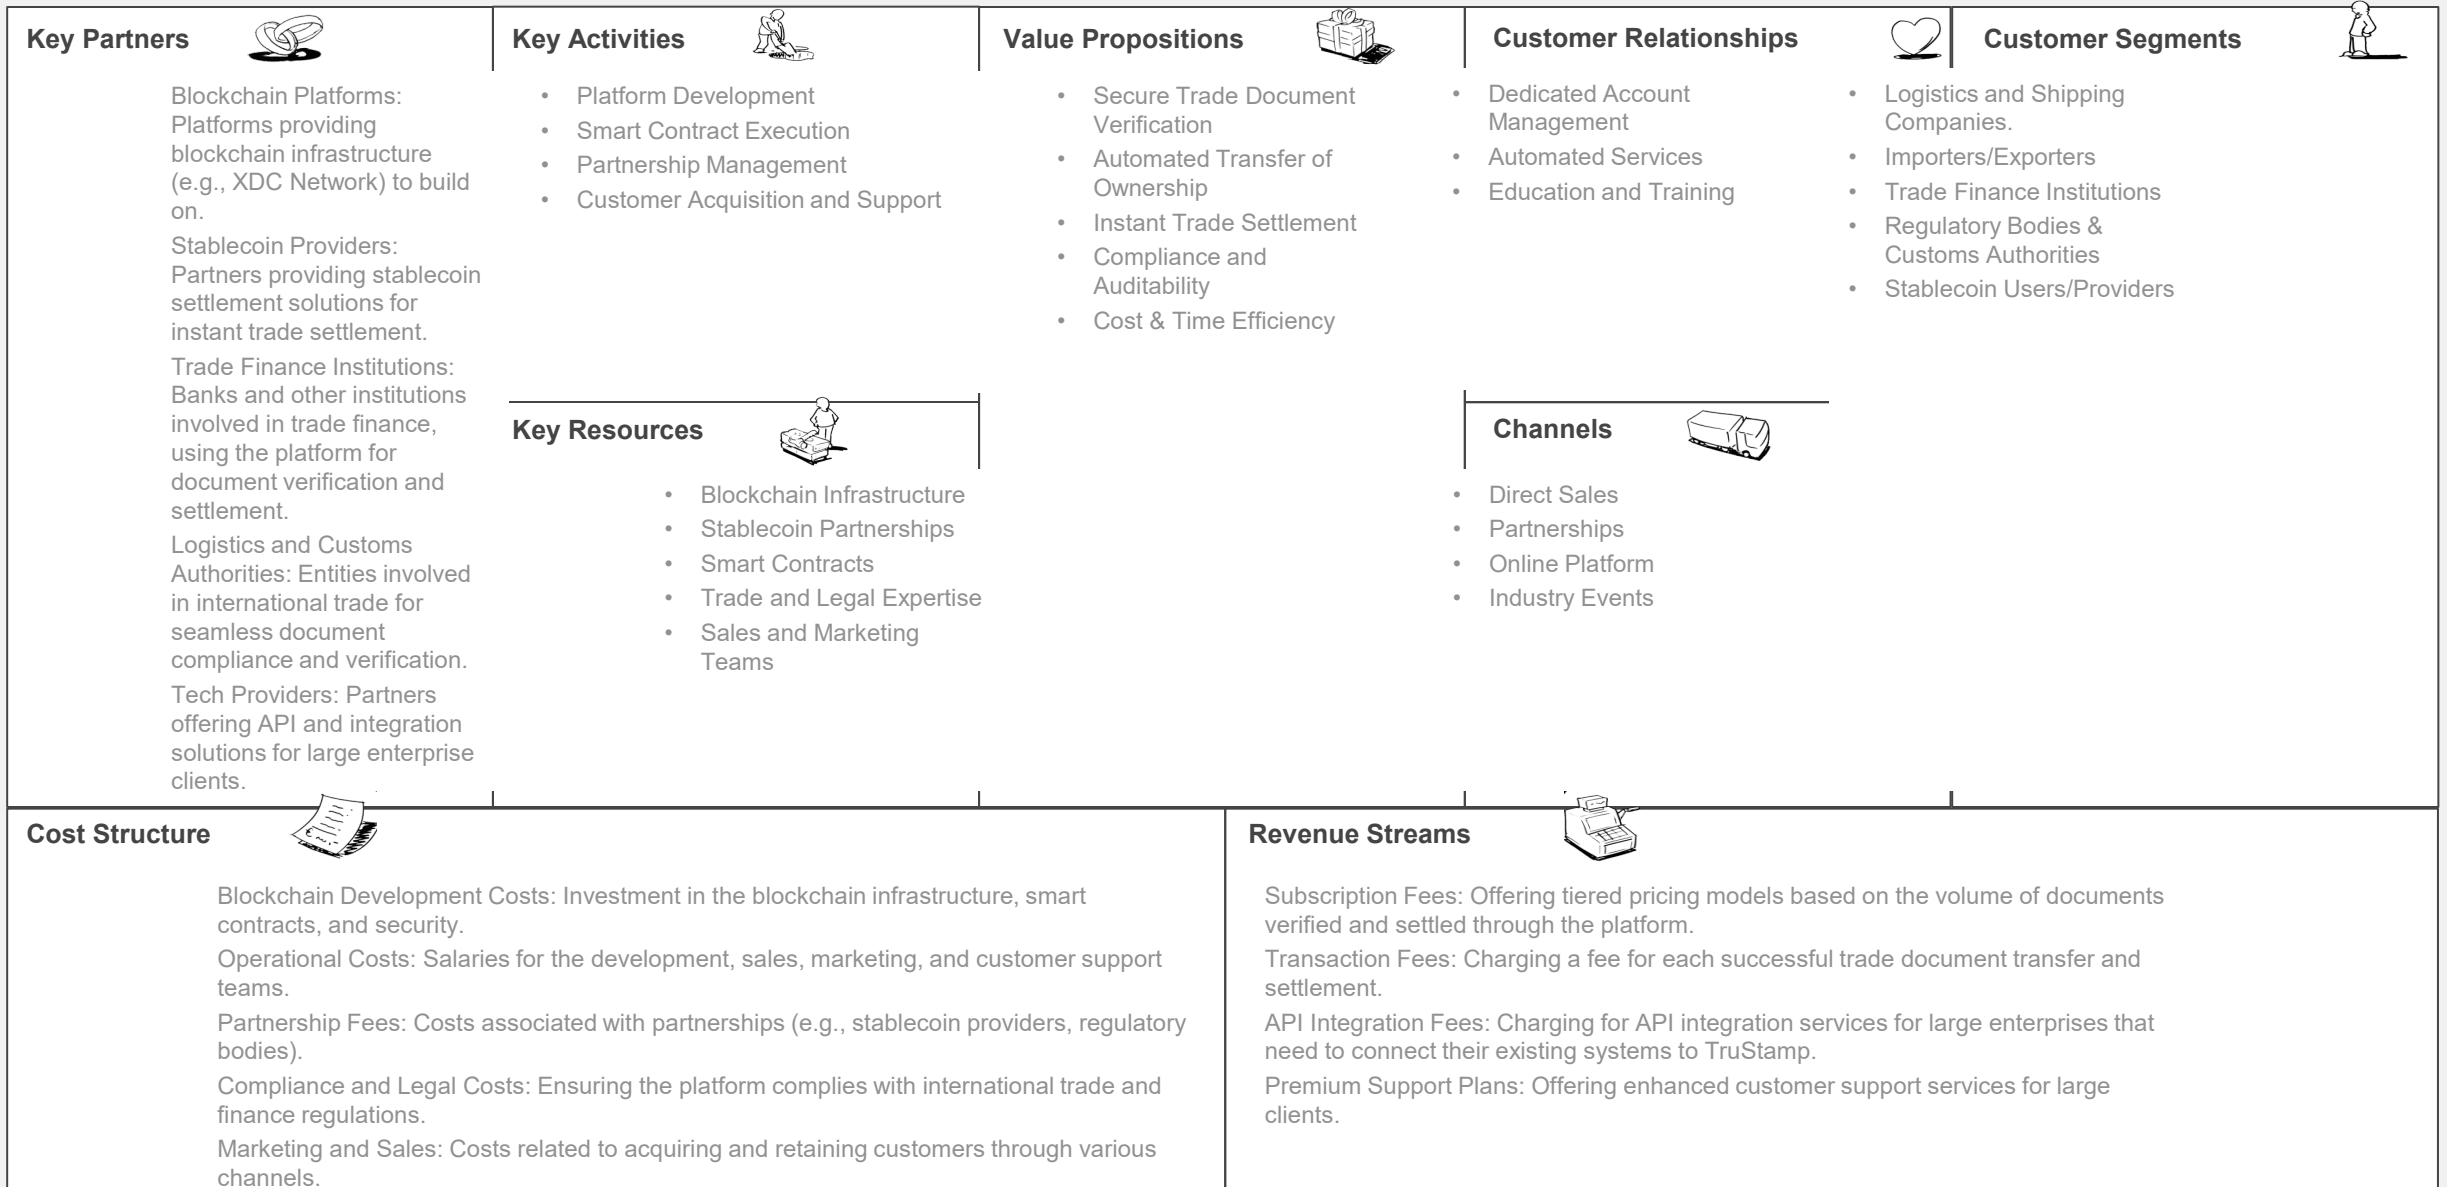 Key Partners
Blockchain Platforms:
Platforms providing
blockchain infrastructure
(e.g., XDC Network) to build
on.
Stablecoin Providers:
Partners providing stablecoin
settlement solutions for
instant trade settlement.
Trade Finance Institutions:
Banks and other institutions
involved in trade finance,
using the platform for
document verification and
settlement.
Logistics and Customs
Authorities: Entities involved
in international trade for
seamless document
compliance and verification.
Tech Providers: Partners
offering API and integration
solutions for large enterprise
clients.
Key Activities
• Platform Development
• Smart Contract Execution
• Partnership Management
• Customer Acquisition and Support
Key Resources
• Blockchain Infrastructure
• Stablecoin Partnerships
• Smart Contracts
• Trade and Legal Expertise
• Sales and Marketing
Teams
Value Propositions
• Secure Trade Document
Verification
• Automated Transfer of
Ownership
• Instant Trade Settlement
• Compliance and
Auditability
• Cost & Time Efficiency
Customer Relationships
• Dedicated Account
Management
• Automated Services
• Education and Training
Channels
• Direct Sales
• Partnerships
• Online Platform
• Industry Events
Customer Segments
• Logistics and Shipping
Companies.
• Importers/Exporters
• Trade Finance Institutions
• Regulatory Bodies &
Customs Authorities
• Stablecoin Users/Providers
Cost Structure
Blockchain Development Costs: Investment in the blockchain infrastructure, smart
contracts, and security.
Operational Costs: Salaries for the development, sales, marketing, and customer support
teams.
Partnership Fees: Costs associated with partnerships (e.g., stablecoin providers, regulatory
bodies).
Compliance and Legal Costs: Ensuring the platform complies with international trade and
finance regulations.
Marketing and Sales: Costs related to acquiring and retaining customers through various
channels.
Revenue Streams
Subscription Fees: Offering tiered pricing models based on the volume of documents
verified and settled through the platform.
Transaction Fees: Charging a fee for each successful trade document transfer and
settlement.
API Integration Fees: Charging for API integration services for large enterprises that
need to connect their existing systems to TruStamp.
Premium Support Plans: Offering enhanced customer support services for large
clients.